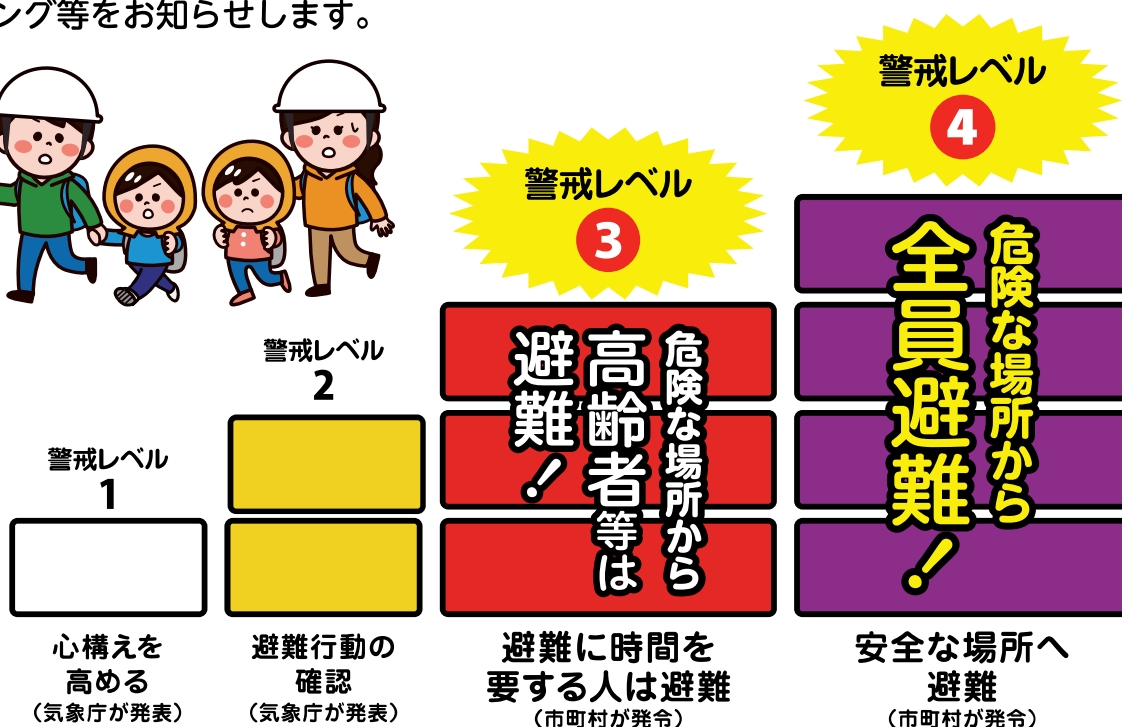 ング等をお知らせします。
警戒レベル
1
心構えを
高める
(気象庁が発表)
警戒レベル
2
避難行動の
確認
(気象庁が発表)
警戒レベル
3
危険な場所から
高齢者等は
避難!
避難に時間を
要する人は避難
(市町村が発令)
警戒レベル
4
危険な場所から
全員避難!
安全な場所へ
避難
(市町村が発令)